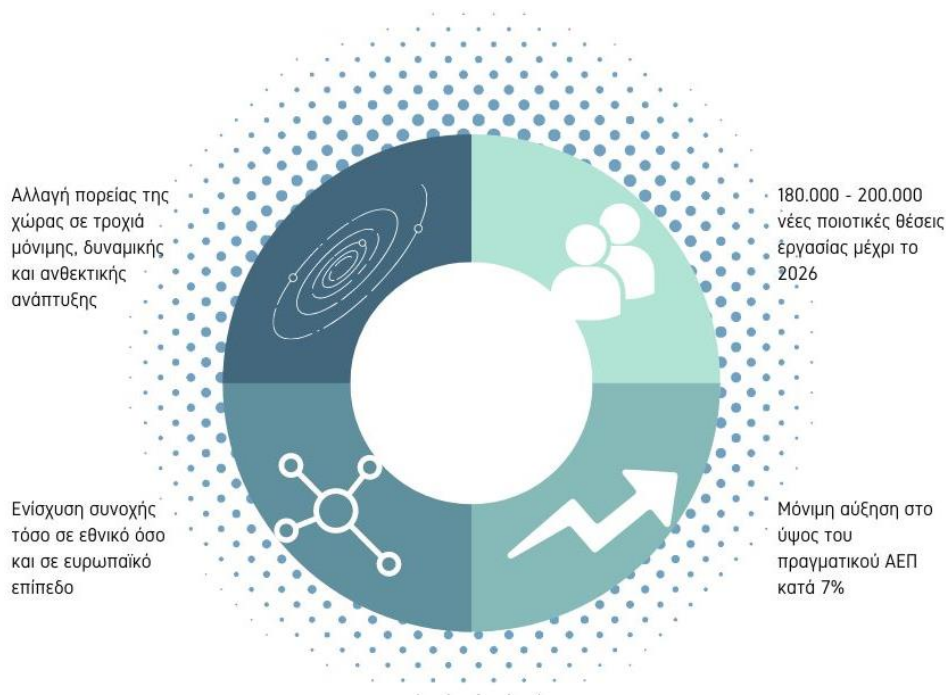 Αλλαγή πορείας της
χώρας σε τροχιά
μόνιμης, δυναμικής
και ανθεκτικής
ανάπτυξης
180.000 - 200.000
νέες ποιοτικές θέσεις
έργασίας μέχρι το
2026
Ενίσχυση συνοχής
τόσο σε εθνικό όσο
και σε ευρωπαϊκό
επίπεδο
Μόνιμη αύξηση στο
ύψος του
πραγματικού ΑΕΠ
κατά 7%